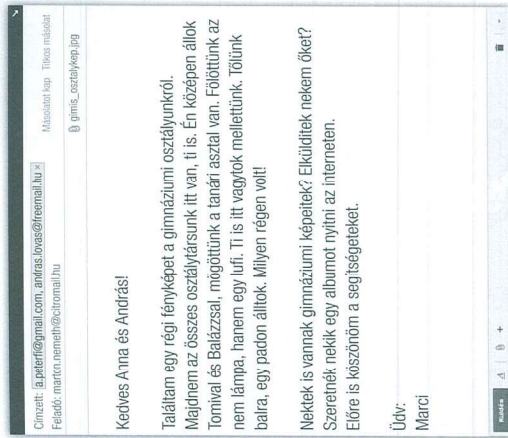 Címzett: a.peterfi@gmail.com, andras.lovas@freemail.hu ×
Másolatot kap Titkos másolat
Feladó: marton.nemeth@citromail.hu
gimis_osztalykep.jpg
Kedves Anna és András!
Találtam egy régi fényképet a gimnáziumi osztályunkról.
Majdnem az összes osztálytársunk itt van, ti is. Én középen állok
Tomival és Balázzsal, mögöttünk a tanári asztal van. Fölöttünk az
nem lámpa, hanem egy lufi. Ti is itt vagytok mellettünk. Tőlünk
balra, egy padon álltok. Milyen régen volt!
Nektek is vannak gimnáziumi képeitek? Elkülditek nekem őket?
Szeretnék nekik egy albumot nyitni az interneten.
Előre is köszönöm a segítségeteket.
Üdv:
Marci
Küldés